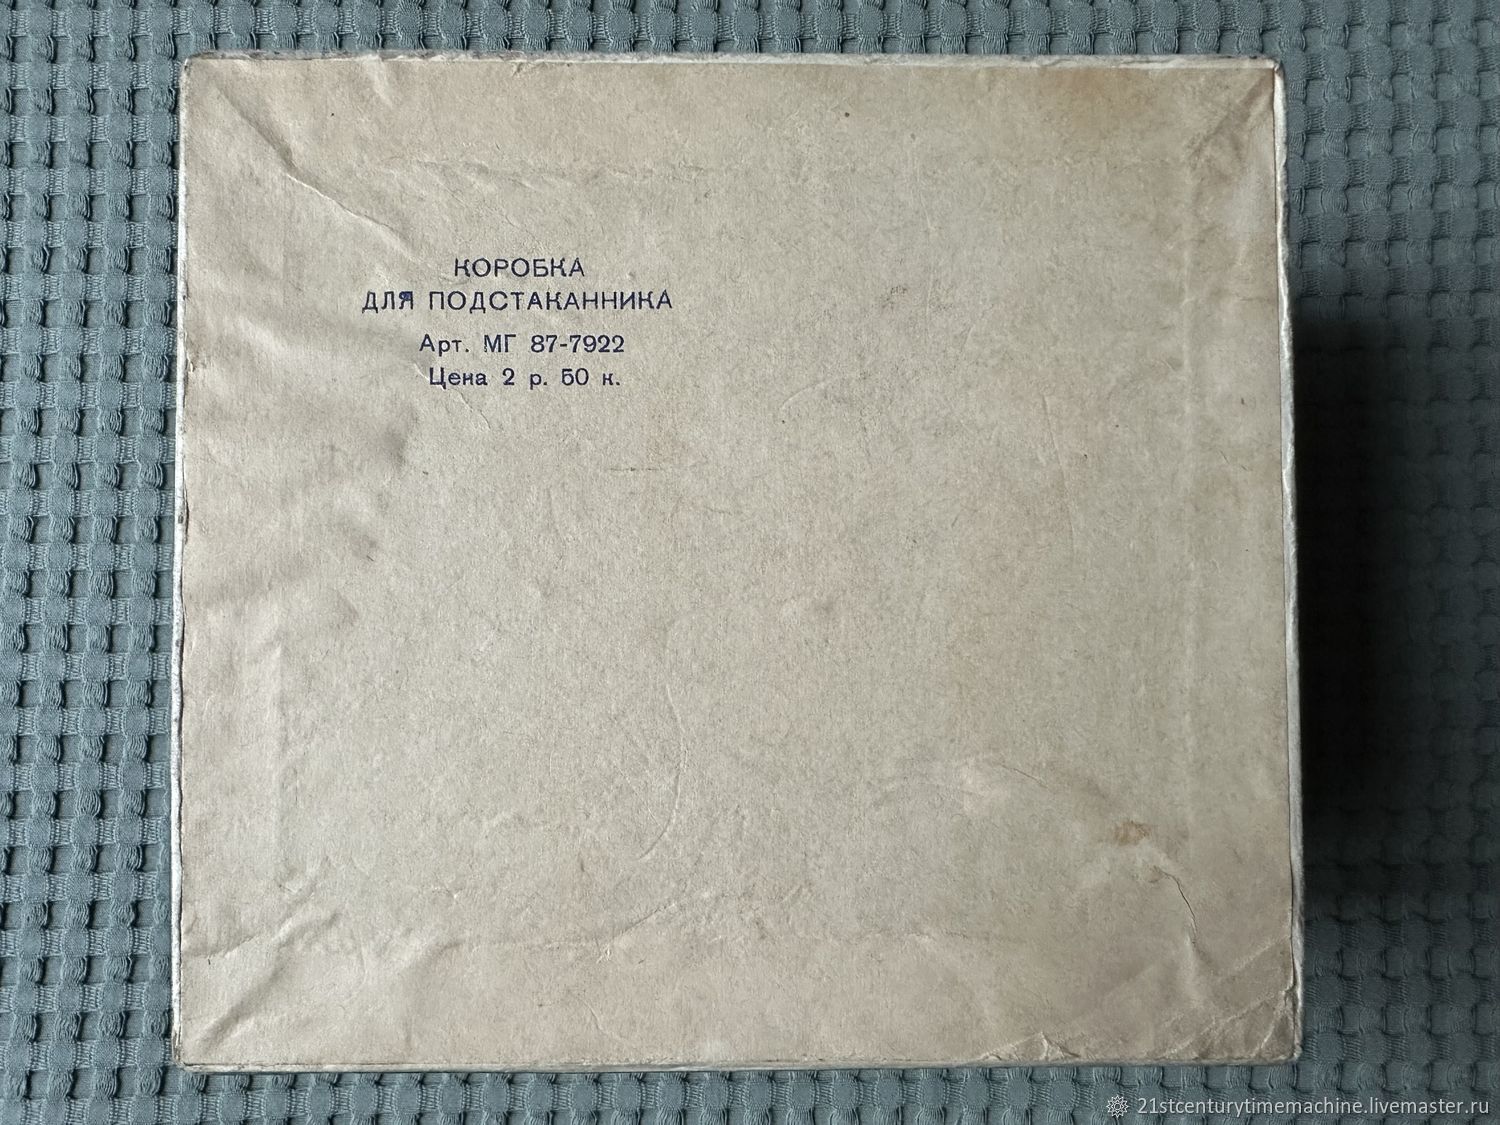 КОРОБКА
ДЛЯ ПОДСТАКАННИКА
Арт. МГ 87-7922
Цена 2 р. 50 к.
21stcenturytimemachine.livemaster.ru